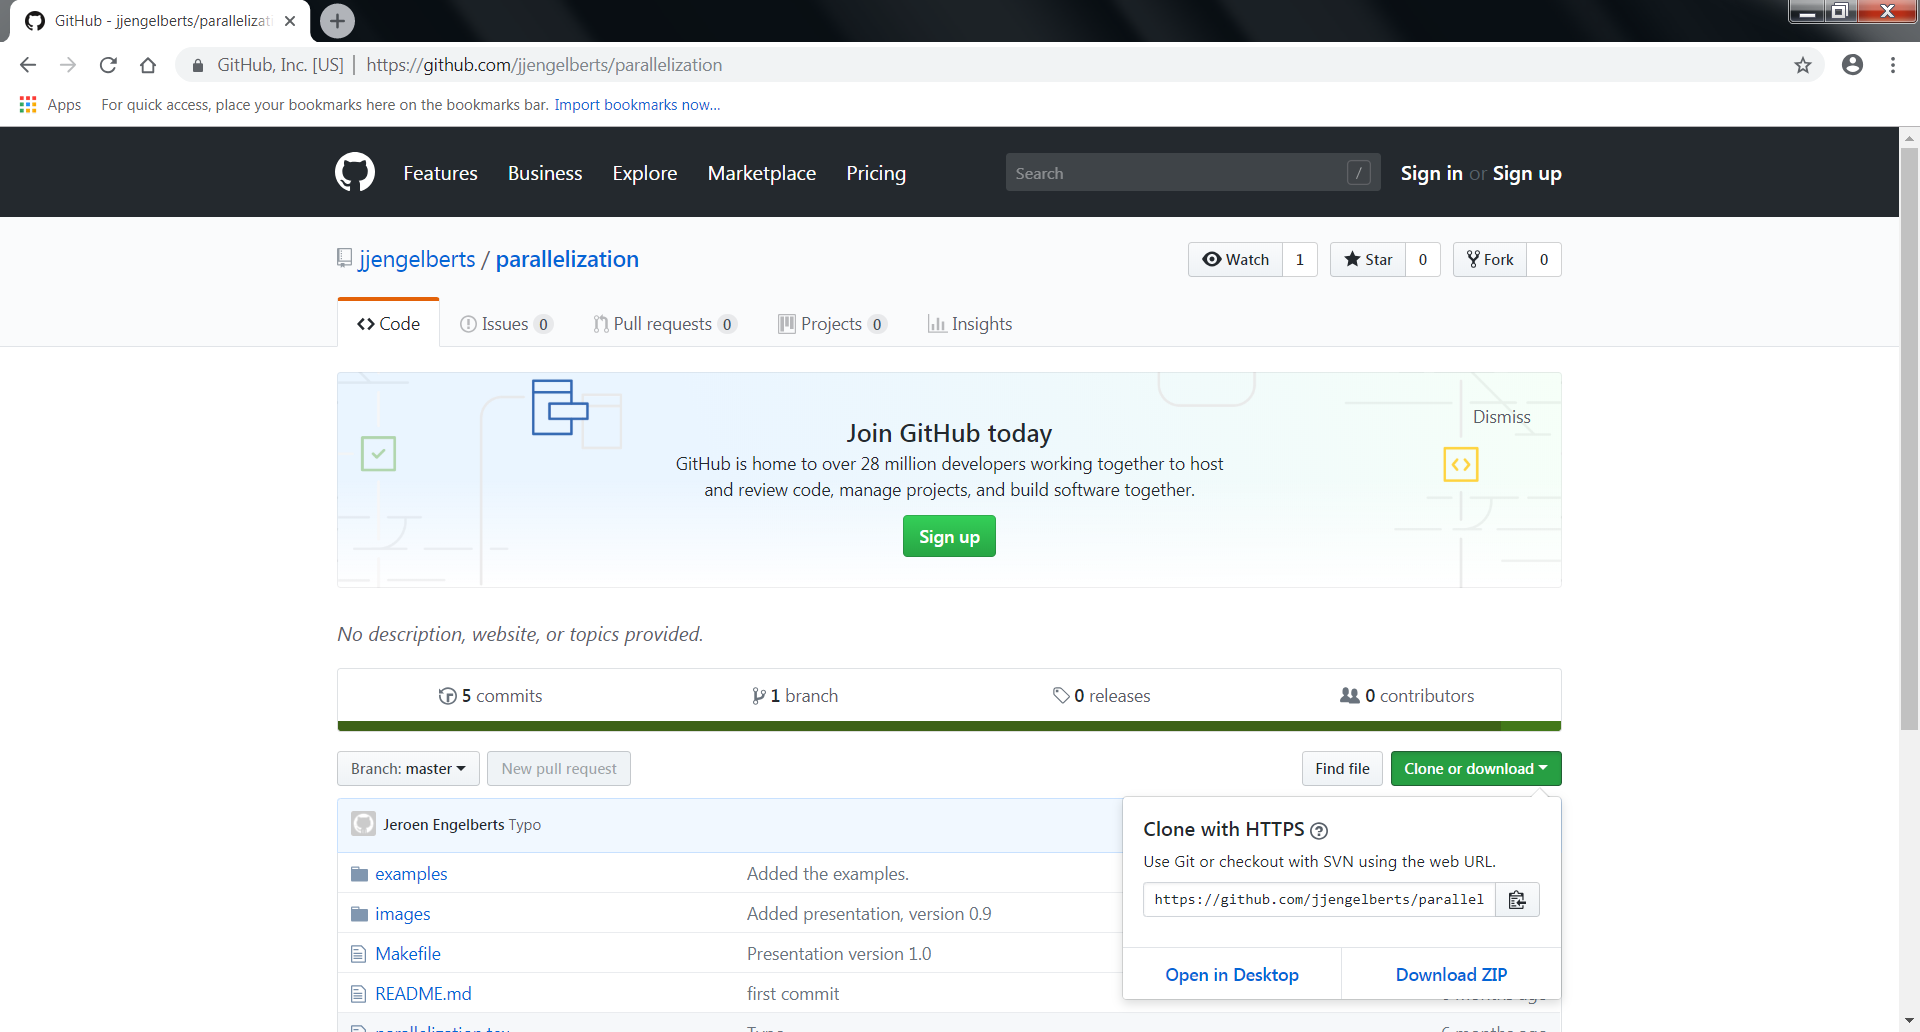 GitHub - jjengelberts/parallelizati
GitHub, Inc. [US] | https://github.com/jjengelberts/parallelization
Apps For quick access, place your bookmarks here on the bookmarks bar. Import bookmarks now...
Features Business Explore Marketplace Pricing Search / Sign in or Sign up
jjengelberts / parallelization Watch 1 Star 0 Fork 0
Code Issues 0 Pull requests 0 Projects 0 Insights
Dismiss
Join GitHub today
GitHub is home to over 28 million developers working together to host
and review code, manage projects, and build software together.
Sign up
No description, website, or topics provided.
5 commits 1 branch 0 releases 0 contributors
Branch: master New pull request Find file Clone or download
Jeroen Engelberts Typo
Clone with HTTPS
Use Git or checkout with SVN using the web URL.
https://github.com/jjengelberts/parallel
Open in Desktop Download ZIP
examples Added the examples.
images Added presentation, version 0.9
Makefile Presentation version 1.0
README.md first commit
parallelization.tex Typo 6 months ago